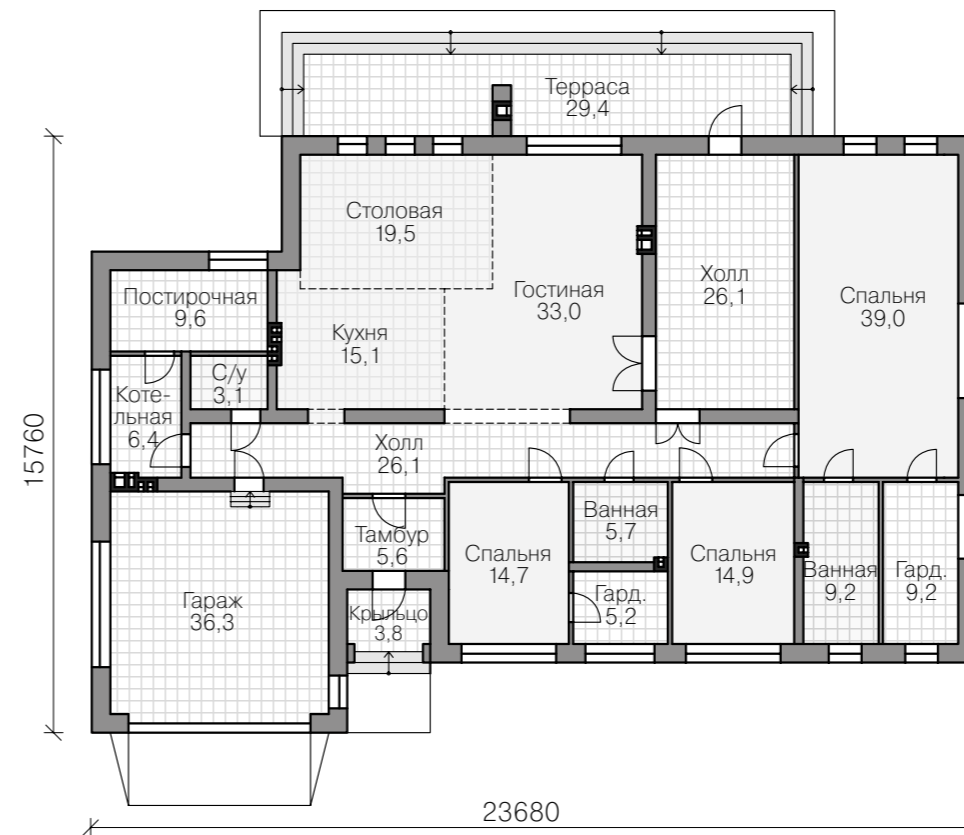 Терраса
29,4
Столовая
19,5
Гостиная
33,0
Холл
26,1
Спальня
39,0
Постирочная
9,6
Кухня
15,1
С/у
3,1
Коте-
льная
6,4
Холл
26,1
15760
Тамбур
5,6
Спальня
14,7
Ванная
5,7
Спальня
14,9
Ванная
9,2
Гард.
9,2
Гард.
5,2
Гараж
36,3
Крыльцо
3,8
23680